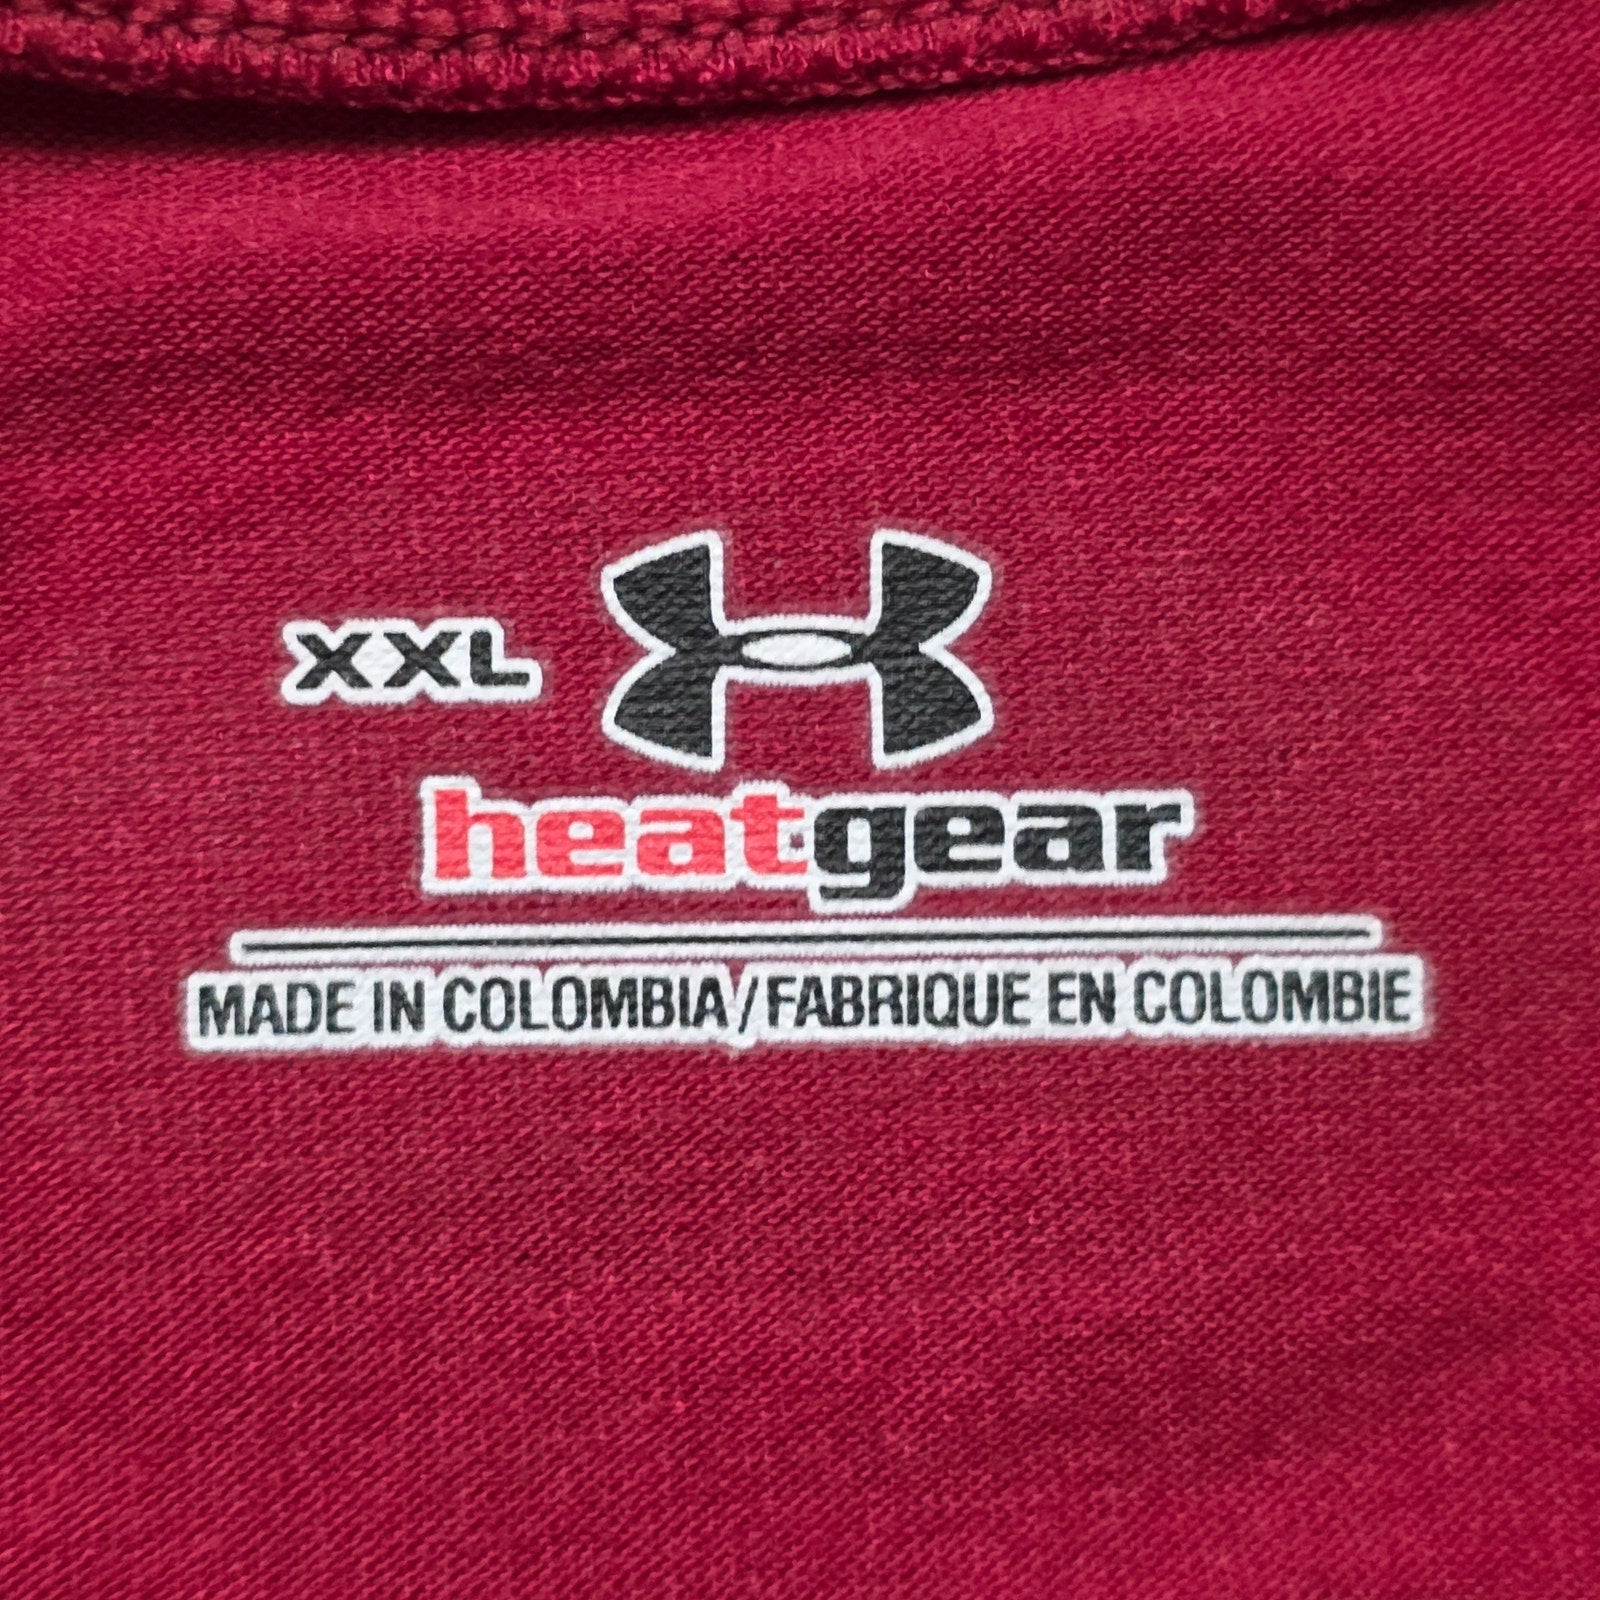 XXL
heatgear
MADE IN COLOMBIA/FABRIQUE EN COLOMBIE